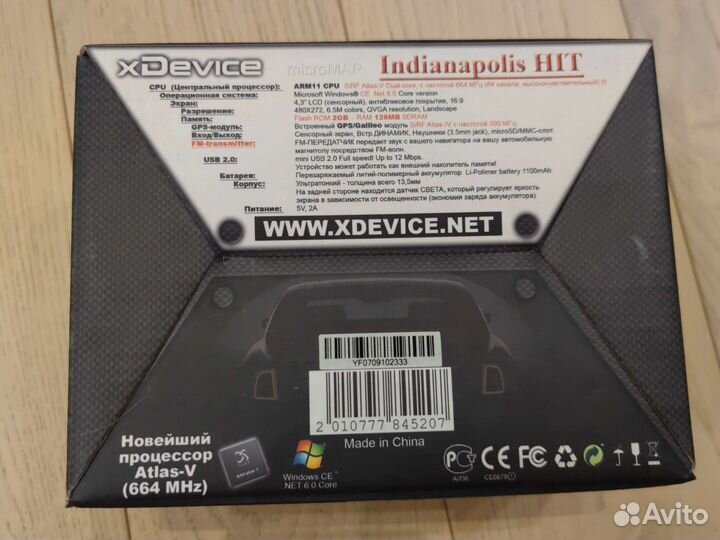 xDevice microMAP Indianapolis HIT
CPU (Центральный процессор): ARM11 CPU SiRF Atlas-V Dual-core, с частотой 664 МГц (64 канала, высокочувствительный) !!!
Операционная система: Microsoft Windows® CE .Net 6.0 Core version
Экран: 4,3" LCD (сенсорный), антибликовое покрытие, 16:9
Разрешение: 480X272, 6.5M colors, QVGA resolution; Landscape
Память: Flash ROM 2GB - RAM 128MB SDRAM
GPS-модуль: Встроенный GPS/Galileo модуль SiRF Atlas-IV с частотой 500 МГц
Вход/Выход: Сенсорный экран, Встр.ДИНАМИК, Наушники (3.5mm jack), microSD/MMC-слот.
FM-transmitter: FM-ПЕРЕДАТЧИК передает звук с вашего навигатора на вашу автомагнитолу
посредством FM-волн.
USB 2.0: mini USB 2.0 Full speed! Up to 12 Mbps.
Устройство может работать как внешний накопитель памяти!
Батарея: Перезаряжаемый литий-полимерный аккумулятор Li-Polimer battery 1100mAh
Корпус: Ультратонкий - толщина всего 13,5мм
На задней стороне находится датчик СВЕТА, который регулирует яркость
экрана в зависимости от освещенности (экономия заряда аккумулятора)
Питание: 5V, 2A
WWW.XDEVICE.NET
YF0709102333
2 010777 845207
Made in China
Новейший
процессор
Atlas-V
(664 MHz)
Windows CE
.NET 6.0 Core
CE FC
CE0678
Avito